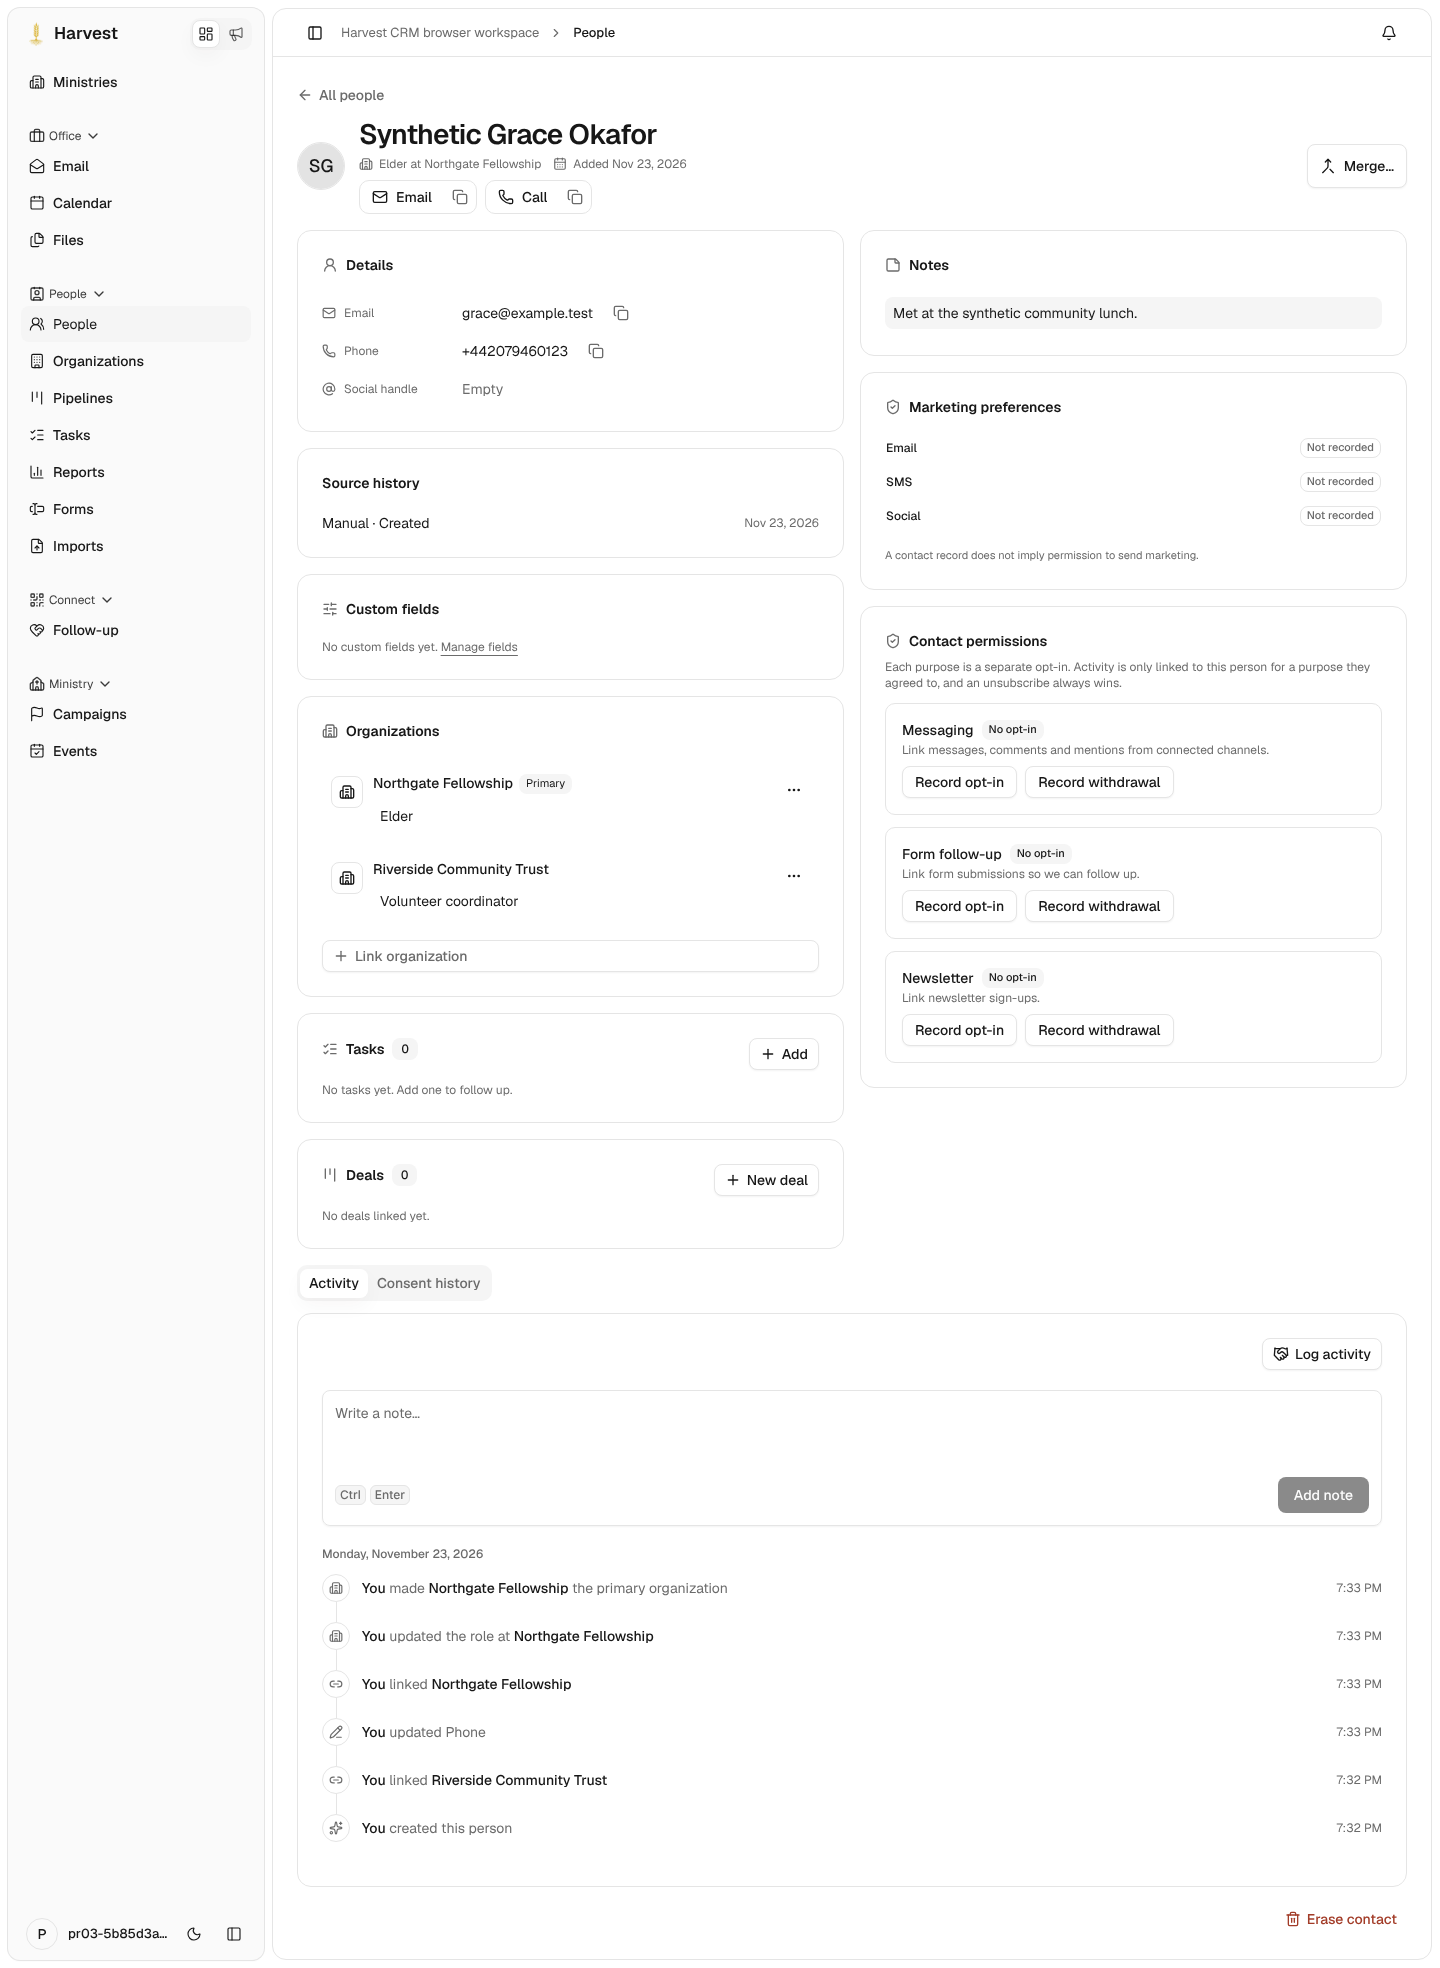 Harvest
Ministries
Office
Email
Calendar
Files
People
People
Organizations
Pipelines
Tasks
Reports
Forms
Imports
Connect
Follow-up
Ministry
Campaigns
Events
P
pr03-5b85d3a...
Harvest CRM browser workspace > People
All people
SG
Synthetic Grace Okafor
Elder at Northgate Fellowship Added Nov 23, 2026
Email
Call
Merge...
Details
Email grace@example.test
Phone +442079460123
Social handle Empty
Source history
Manual · Created Nov 23, 2026
Custom fields
No custom fields yet. Manage fields
Organizations
Northgate Fellowship Primary
Elder
Riverside Community Trust
Volunteer coordinator
Link organization
Tasks 0
Add
No tasks yet. Add one to follow up.
Deals 0
New deal
No deals linked yet.
Notes
Met at the synthetic community lunch.
Marketing preferences
Email Not recorded
SMS Not recorded
Social Not recorded
A contact record does not imply permission to send marketing.
Contact permissions
Each purpose is a separate opt-in. Activity is only linked to this person for a purpose they
agreed to, and an unsubscribe always wins.
Messaging No opt-in
Link messages, comments and mentions from connected channels.
Record opt-in Record withdrawal
Form follow-up No opt-in
Link form submissions so we can follow up.
Record opt-in Record withdrawal
Newsletter No opt-in
Link newsletter sign-ups.
Record opt-in Record withdrawal
Activity Consent history
Log activity
Write a note...
Ctrl Enter
Add note
Monday, November 23, 2026
You made Northgate Fellowship the primary organization 7:33 PM
You updated the role at Northgate Fellowship 7:33 PM
You linked Northgate Fellowship 7:33 PM
You updated Phone 7:33 PM
You linked Riverside Community Trust 7:32 PM
You created this person 7:32 PM
Erase contact